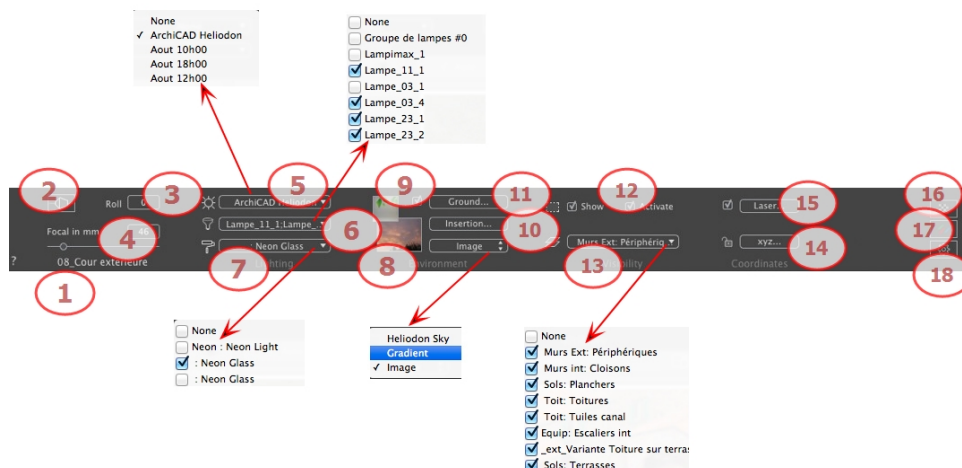 None
✓ ArchiCAD Heliodon
Aout 10h00
Aout 18h00
Aout 12h00
None
Groupe de lampes #0
Lampimax_1
Lampe_11_1
Lampe_03_1
Lampe_03_4
Lampe_23_1
Lampe_23_2
2
Roll
3
ArchiCAD Heliodon
5
9
Ground...
11
Show
12
Activate
Laser...
15
16
Focal in mm
4
46
Lampe_11_1;Lampe_...
6
Insertion...
10
17
7
: Neon Glass
8
Image
Murs Ext: Périphériq
13
xyz...
14
18
?
08_Cour exterieure
1
Lighting
Environment
Coordinates
None
Neon : Neon Light
: Neon Glass
: Neon Glass
Heliodon Sky
Gradient
✓ Image
None
Murs Ext: Périphériques
Murs int: Cloisons
Sols: Planchers
Toit: Toitures
Toit: Tuiles canal
Equip: Escaliers int
_ext_Variante Toiture sur terras
Sols: Terrasses